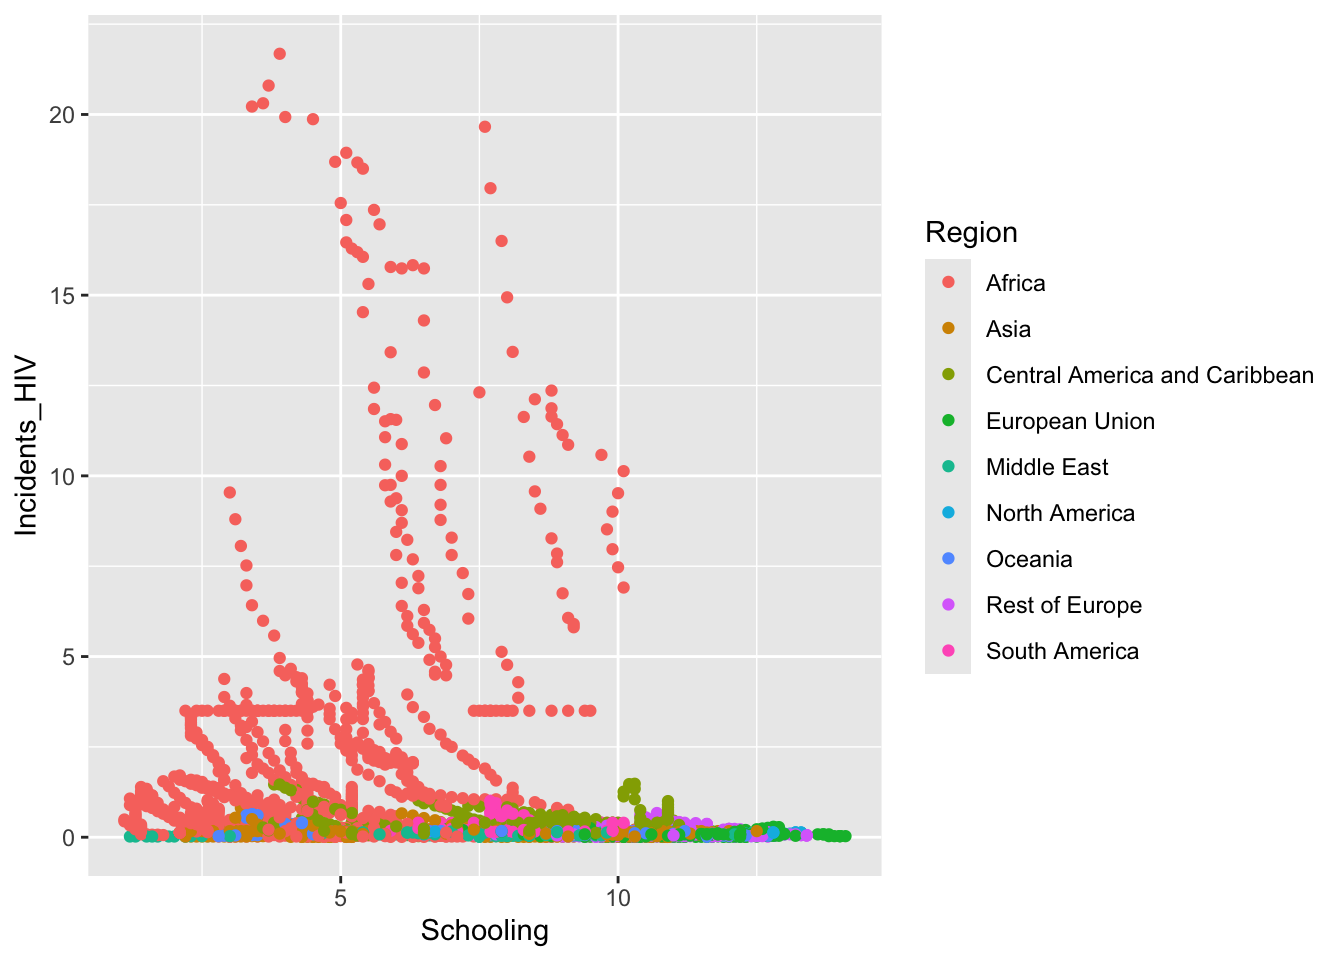 20
15
10
5
0
Incidents_HIV
5
10
Schooling
Region
Africa
Asia
Central America and Caribbean
European Union
Middle East
North America
Oceania
Rest of Europe
South America